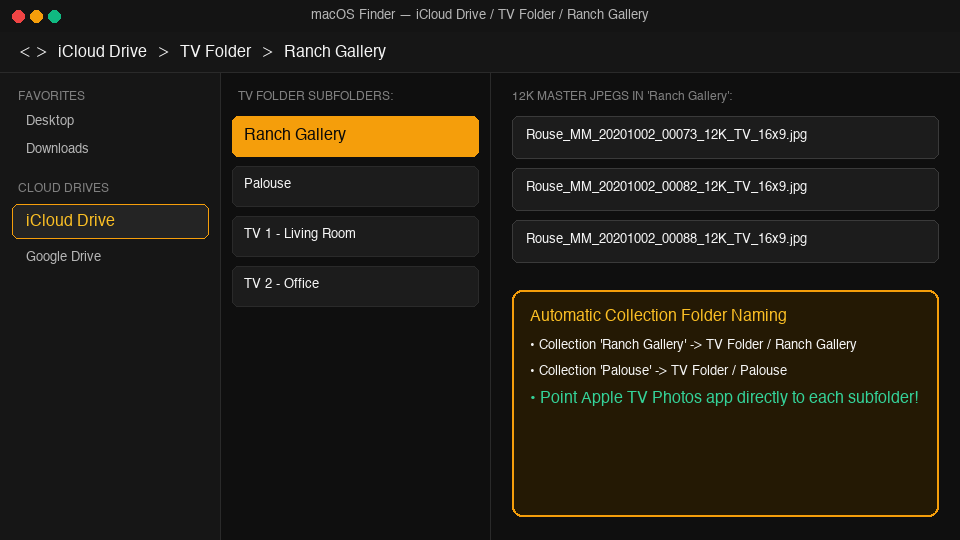 macOS Finder — iCloud Drive / TV Folder / Ranch Gallery
< > iCloud Drive > TV Folder > Ranch Gallery
FAVORITES
Desktop
Downloads
CLOUD DRIVES
iCloud Drive
Google Drive
TV FOLDER SUBFOLDERS:
Ranch Gallery
Palouse
TV 1 - Living Room
TV 2 - Office
12K MASTER JPEGS IN 'Ranch Gallery':
Rouse_MM_20201002_00073_12K_TV_16x9.jpg
Rouse_MM_20201002_00082_12K_TV_16x9.jpg
Rouse_MM_20201002_00088_12K_TV_16x9.jpg
Automatic Collection Folder Naming
• Collection 'Ranch Gallery' -> TV Folder / Ranch Gallery
• Collection 'Palouse' -> TV Folder / Palouse
• Point Apple TV Photos app directly to each subfolder!